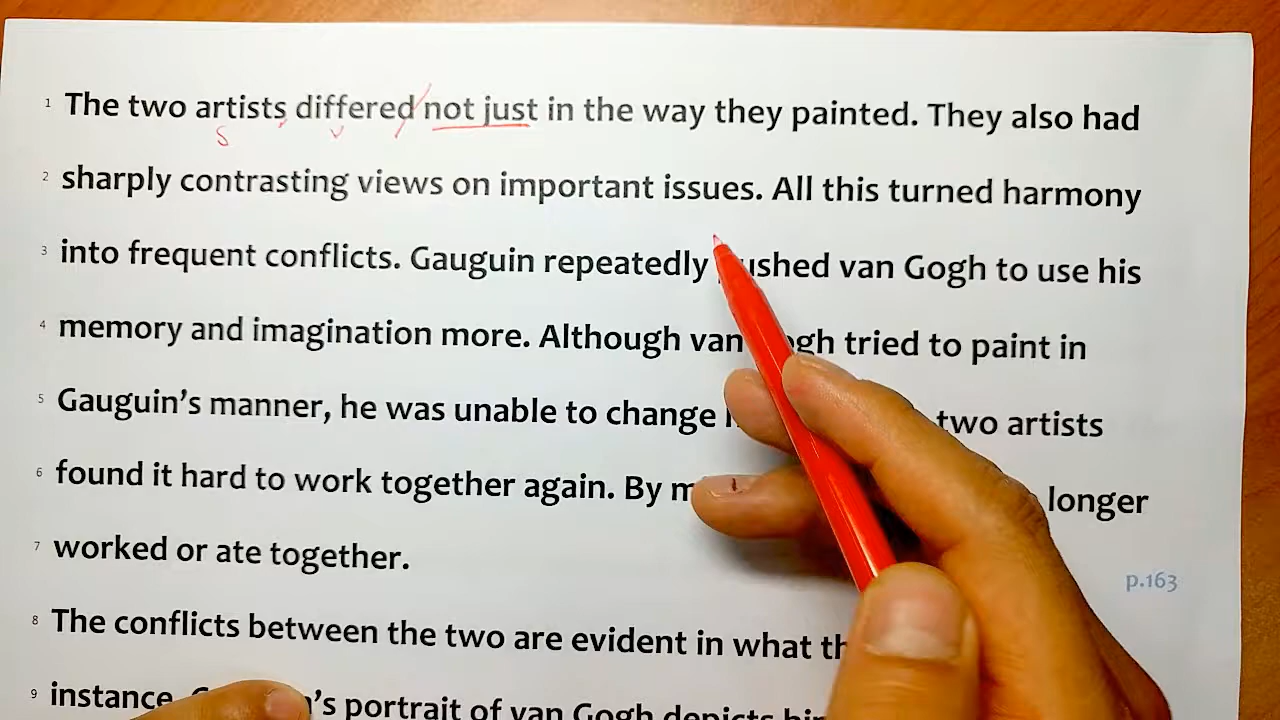 1 The two artists differed not just in the way they painted. They also had
S v
2 sharply contrasting views on important issues. All this turned harmony
3 into frequent conflicts. Gauguin repeatedly pushed van Gogh to use his
4 memory and imagination more. Although van Gogh tried to paint in
5 Gauguin's manner, he was unable to change two artists
6 found it hard to work together again. By longer
7 worked or ate together.
p.163
8 The conflicts between the two are evident in what
9 instance, portrait of van Gogh depicts